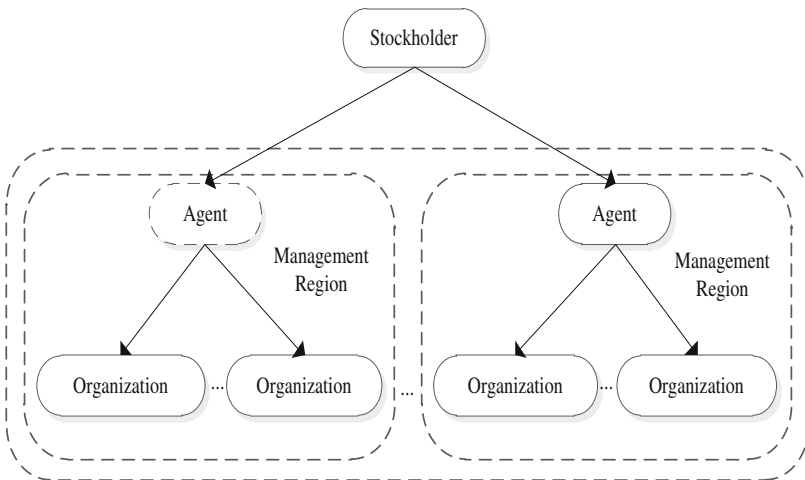 Stockholder
Agent
Agent
Management
Region
Management
Region
Organization
...
Organization
...
Organization
...
Organization